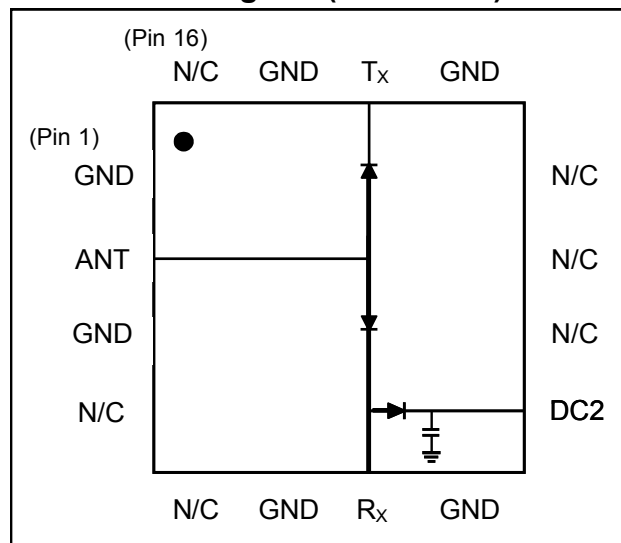 (Pin 16)
N/C GND TX GND
(Pin 1)
GND N/C
ANT N/C
GND N/C
N/C DC2
N/C GND RX GND